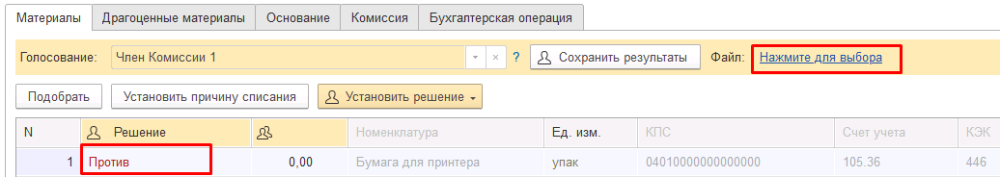 Материалы Драгоценные материалы Основание Комиссия Бухгалтерская операция
Голосование: Член Комиссии 1 ? Сохранить результаты Файл: Нажмите для выбора
Подобрать Установить причину списания Установить решение
N Решение Номенклатура Ед. изм. КПС Счет учета КЭК
1 Против 0,00 Бумага для принтера упак 04010000000000000 105.36 446